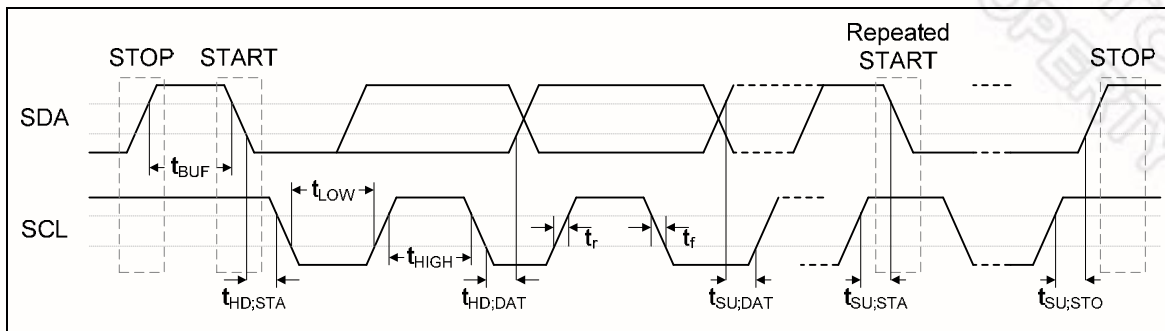 STOP START Repeated START STOP
SDA
tBUF
tLOW
SCL
tHIGH tr tf
tHD;STA tHD;DAT tSU;DAT tSU;STA tSU;STO